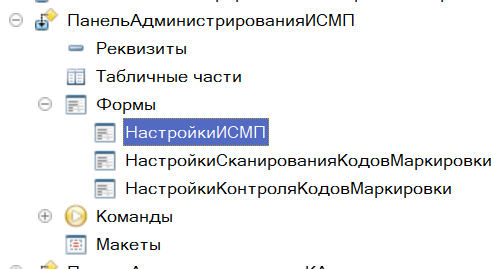 ПанельАдминистрированияИСМП
Реквизиты
Табличные части
Формы
НастройкиИСМП
НастройкиСканированияКодовМаркировки
НастройкиКонтроляКодовМаркировки
Команды
Макеты